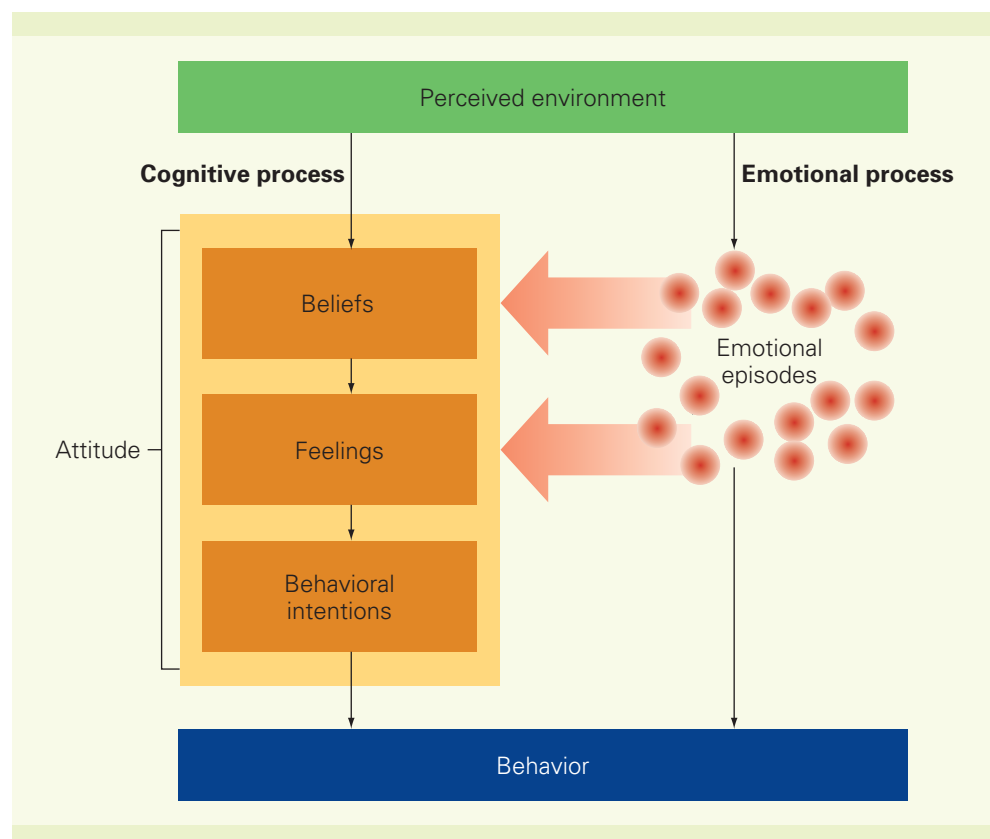 Perceived environment
Cognitive process
Emotional process
Beliefs
Emotional
episodes
Attitude
Feelings
Behavioral
intentions
Behavior